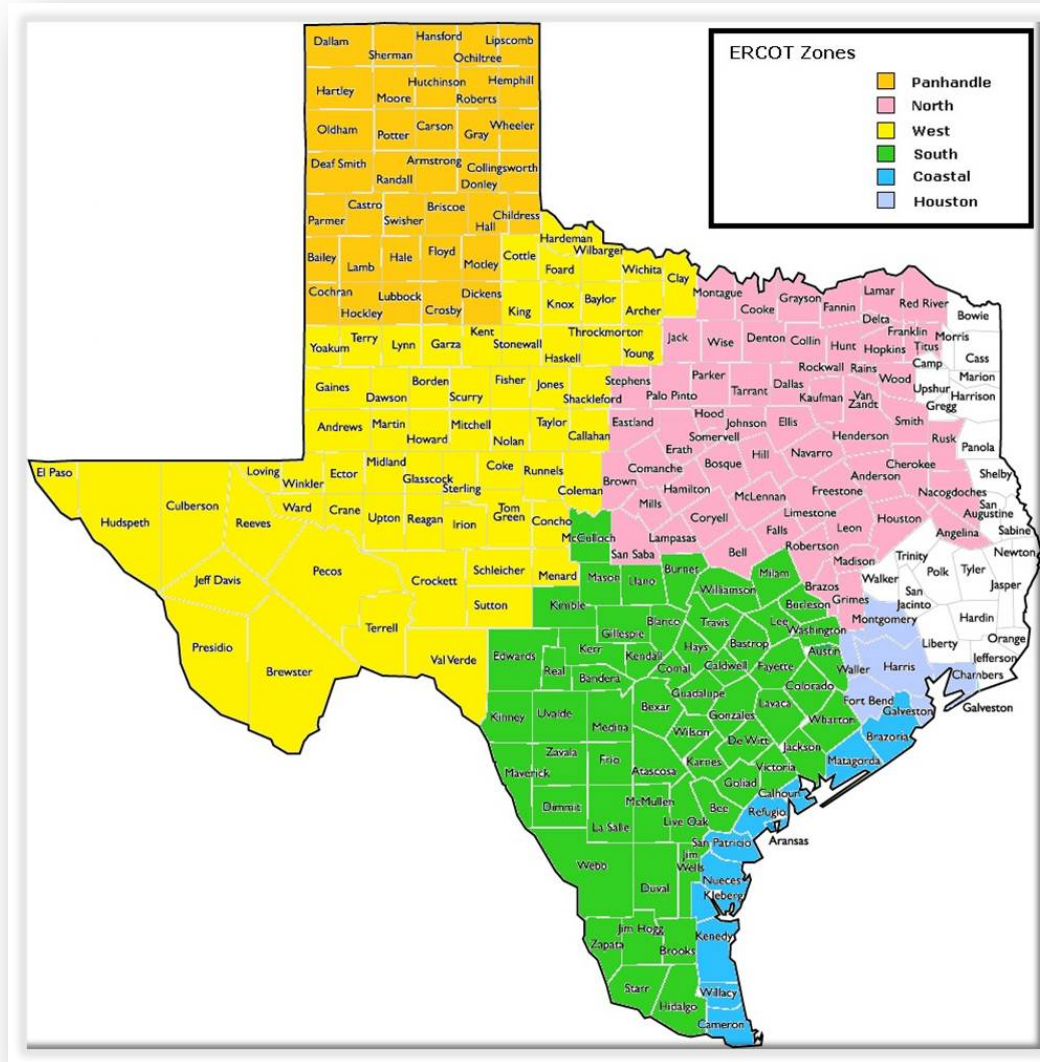 ERCOT Zones
Panhandle
North
West
South
Coastal
Houston
Dallam
Sherman
Hansford
Ochiltree
Lipscomb
Hartley
Moore
Hutchinson
Roberts
Hemphill
Oldham
Potter
Carson
Gray
Wheeler
Deaf Smith
Randall
Armstrong
Donley
Collingsworth
Parmer
Castro
Swisher
Briscoe
Hall
Childress
Bailey
Lamb
Hale
Floyd
Motley
Cottle
Hardeman
Foard
Wilbarger
Wichita
Clay
Cochran
Hockley
Lubbock
Crosby
Dickens
King
Knox
Baylor
Archer
Montague
Cooke
Grayson
Fannin
Lamar
Red River
Bowie
Yoakum
Terry
Lynn
Garza
Kent
Stonewall
Haskell
Throckmorton
Young
Jack
Wise
Denton
Collin
Hunt
Delta
Hopkins
Franklin
Titus
Morris
Cass
Camp
Marion
Gaines
Dawson
Borden
Scurry
Fisher
Jones
Shackleford
Stephens
Palo Pinto
Parker
Tarrant
Dallas
Rockwall
Kaufman
Rains
Van
Zandt
Wood
Upshur
Gregg
Harrison
Andrews
Martin
Howard
Mitchell
Nolan
Taylor
Callahan
Eastland
Erath
Hood
Somervell
Johnson
Ellis
Henderson
Smith
Rusk
Panola
El Paso
Hudspeth
Culberson
Loving
Reeves
Winkler
Ward
Ector
Crane
Midland
Upton
Glasscock
Reagan
Sterling
Irion
Coke
Tom
Green
Runnels
Concho
Coleman
Brown
Comanche
Mills
Hamilton
Bosque
Hill
Navarro
McLennan
Coryell
Limestone
Freestone
Anderson
Cherokee
Nacogdoches
Shelby
San
Augustine
Sabine
Jeff Davis
Pecos
Crockett
Schleicher
Menard
McCulloch
San Saba
Lampasas
Bell
Falls
Robertson
Leon
Houston
Angelina
Madison
Trinity
Polk
Tyler
Newton
Jasper
Presidio
Brewster
Terrell
Val Verde
Sutton
Kimble
Mason
Llano
Burnet
Williamson
Milam
Burleson
Brazos
Grimes
Walker
San
Jacinto
Montgomery
Hardin
Liberty
Orange
Jefferson
Chambers
Galveston
Edwards
Real
Kerr
Gillespie
Blanco
Kendall
Bandera
Comal
Hays
Travis
Bastrop
Lee
Washington
Caldwell
Fayette
Austin
Waller
Harris
Colorado
Fort Bend
Galveston
Brazoria
Kinney
Uvalde
Medina
Bexar
Guadalupe
Gonzales
Wilson
Lavaca
Wharton
Matagorda
De Witt
Jackson
Karnes
Victoria
Goliad
Calhoun
Maverick
Zavala
Frio
Atascosa
Dimmit
La Salle
McMullen
Live Oak
Bee
Refugio
Aransas
San Patricio
Webb
Duval
Jim
Wells
Nueces
Kleberg
Zapata
Jim Hogg
Brooks
Kenedy
Starr
Hidalgo
Willacy
Cameron